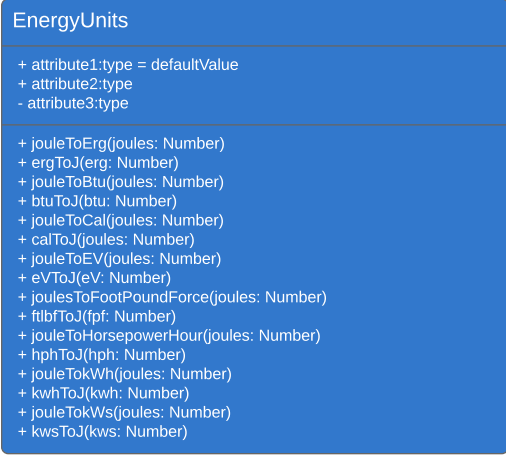 EnergyUnits
+ attribute1:type = defaultValue
+ attribute2:type
- attribute3:type
+ jouleToErg(joules: Number)
+ ergToJ(erg: Number)
+ jouleToBtu(joules: Number)
+ btuToJ(btu: Number)
+ jouleToCal(joules: Number)
+ calToJ(joules: Number)
+ jouleToEV(joules: Number)
+ eVToJ(eV: Number)
+ joulesToFootPoundForce(joules: Number)
+ ftlbfToJ(fpf: Number)
+ jouleToHorsepowerHour(joules: Number)
+ hphToJ(hph: Number)
+ jouleTokWh(joules: Number)
+ kwhToJ(kwh: Number)
+ jouleTokWs(joules: Number)
+ kwsToJ(kws: Number)